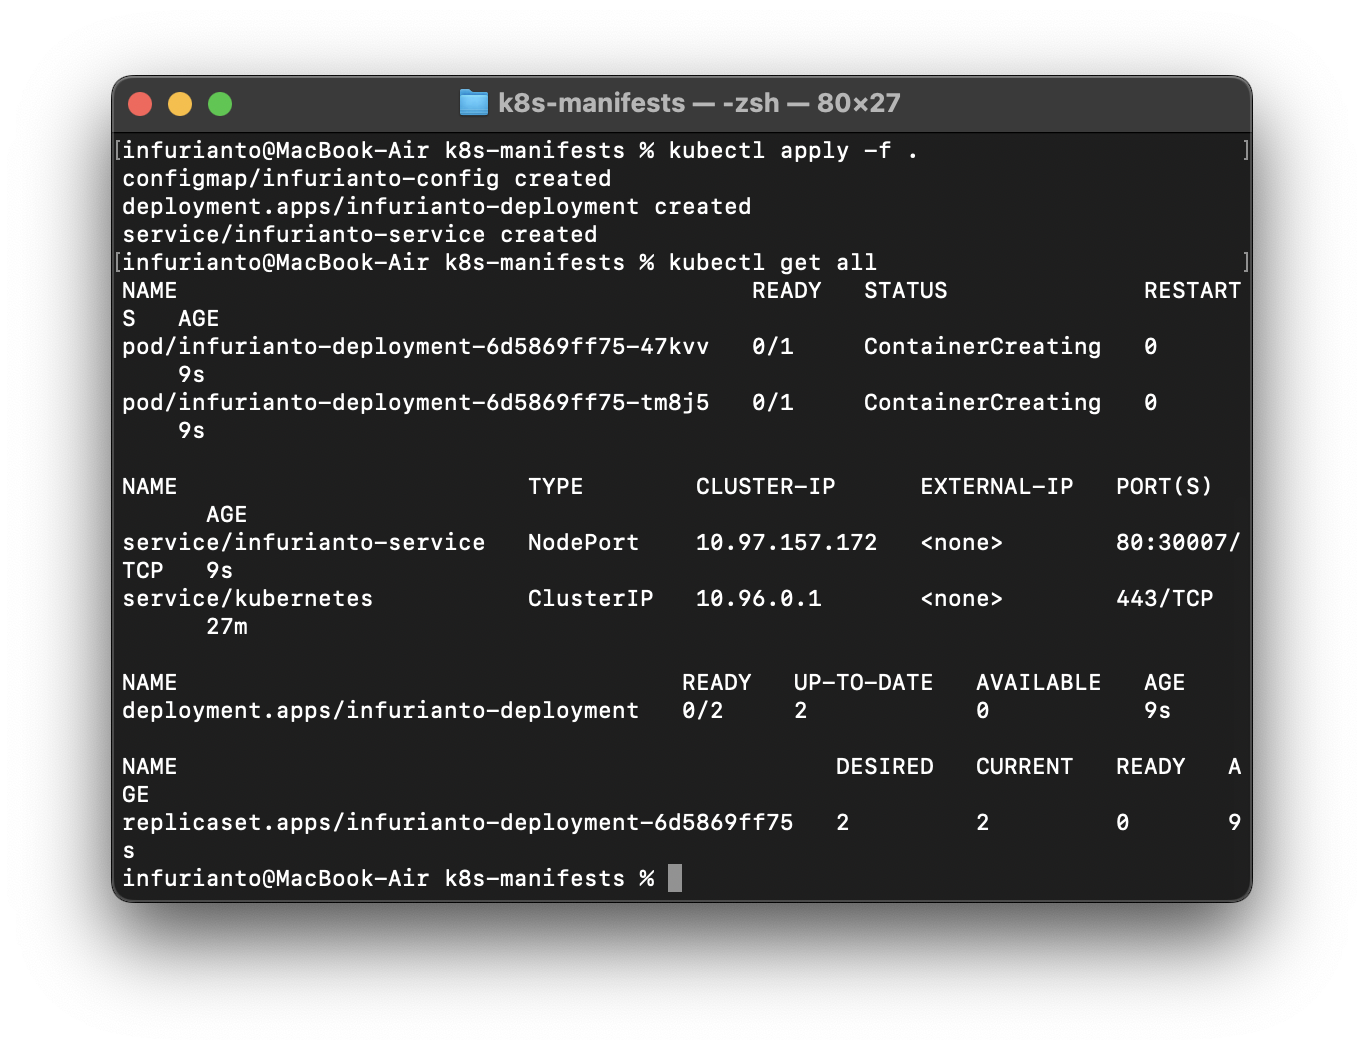 k8s-manifests — -zsh — 80×27
[infurianto@MacBook-Air k8s-manifests % kubectl apply -f .                       ]
configmap/infurianto-config created
deployment.apps/infurianto-deployment created
service/infurianto-service created
[infurianto@MacBook-Air k8s-manifests % kubectl get all                          ]
NAME                                         READY   STATUS              RESTART
S   AGE
pod/infurianto-deployment-6d5869ff75-47kvv   0/1     ContainerCreating   0
    9s
pod/infurianto-deployment-6d5869ff75-tm8j5   0/1     ContainerCreating   0
    9s

NAME                         TYPE        CLUSTER-IP      EXTERNAL-IP   PORT(S)
      AGE
service/infurianto-service   NodePort    10.97.157.172   <none>        80:30007/
TCP   9s
service/kubernetes           ClusterIP   10.96.0.1       <none>        443/TCP
      27m

NAME                                    READY   UP-TO-DATE   AVAILABLE   AGE
deployment.apps/infurianto-deployment   0/2     2            0           9s

NAME                                               DESIRED   CURRENT   READY   A
GE
replicaset.apps/infurianto-deployment-6d5869ff75   2         2         0       9
s
infurianto@MacBook-Air k8s-manifests %